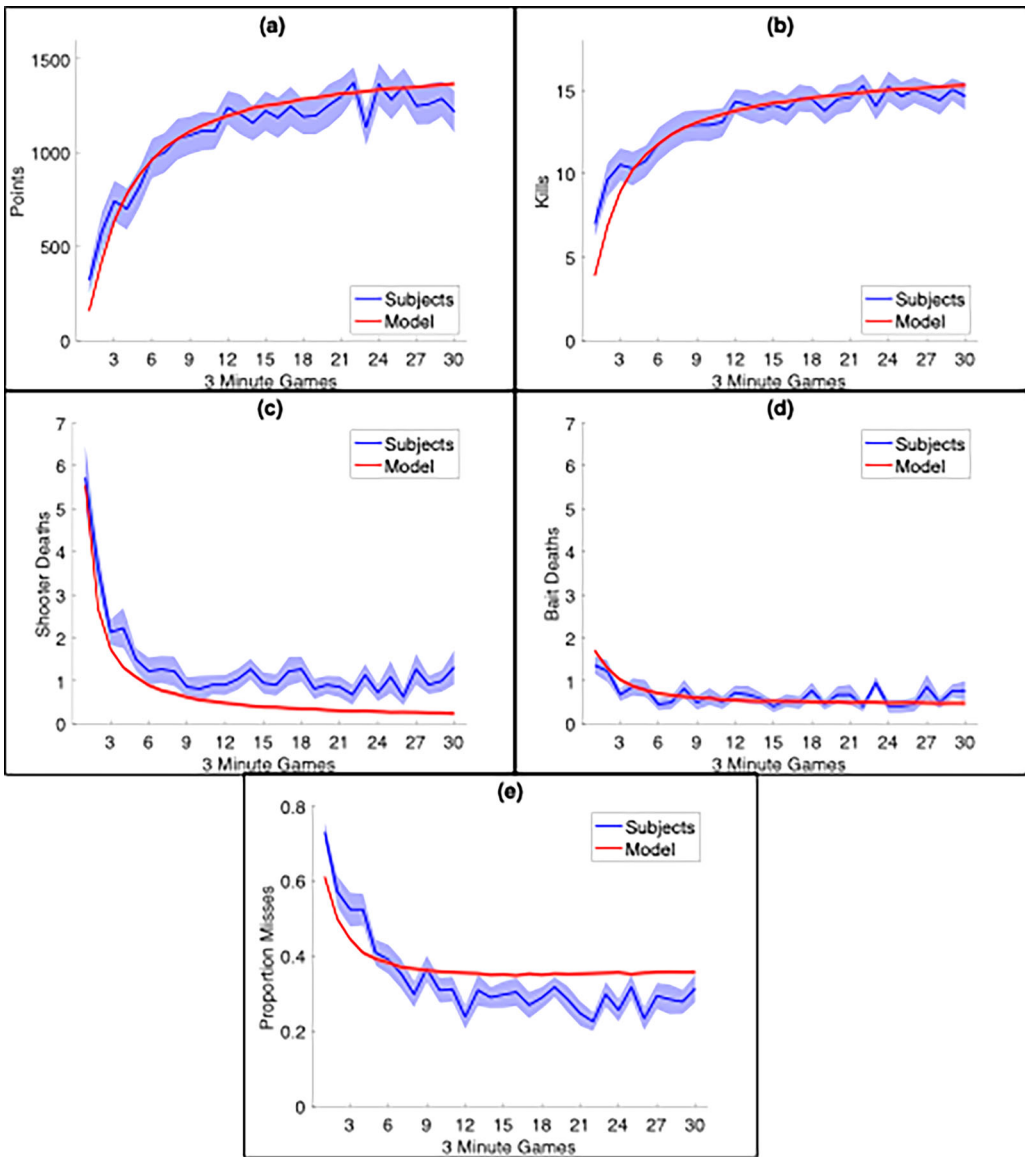 (a)
1500
1000
500
0
Points
Subjects
Model
3 6 9 12 15 18 21 24 27 30
3 Minute Games
(b)
15
10
5
0
Kills
Subjects
Model
3 6 9 12 15 18 21 24 27 30
3 Minute Games
(c)
7
6
5
4
3
2
1
0
Shooter Deaths
Subjects
Model
3 6 9 12 15 18 21 24 27 30
3 Minute Games
(d)
7
6
5
4
3
2
1
0
Bait Deaths
Subjects
Model
3 6 9 12 15 18 21 24 27 30
3 Minute Games
(e)
0.8
0.6
0.4
0.2
0
Proportion Misses
Subjects
Model
3 6 9 12 15 18 21 24 27 30
3 Minute Games